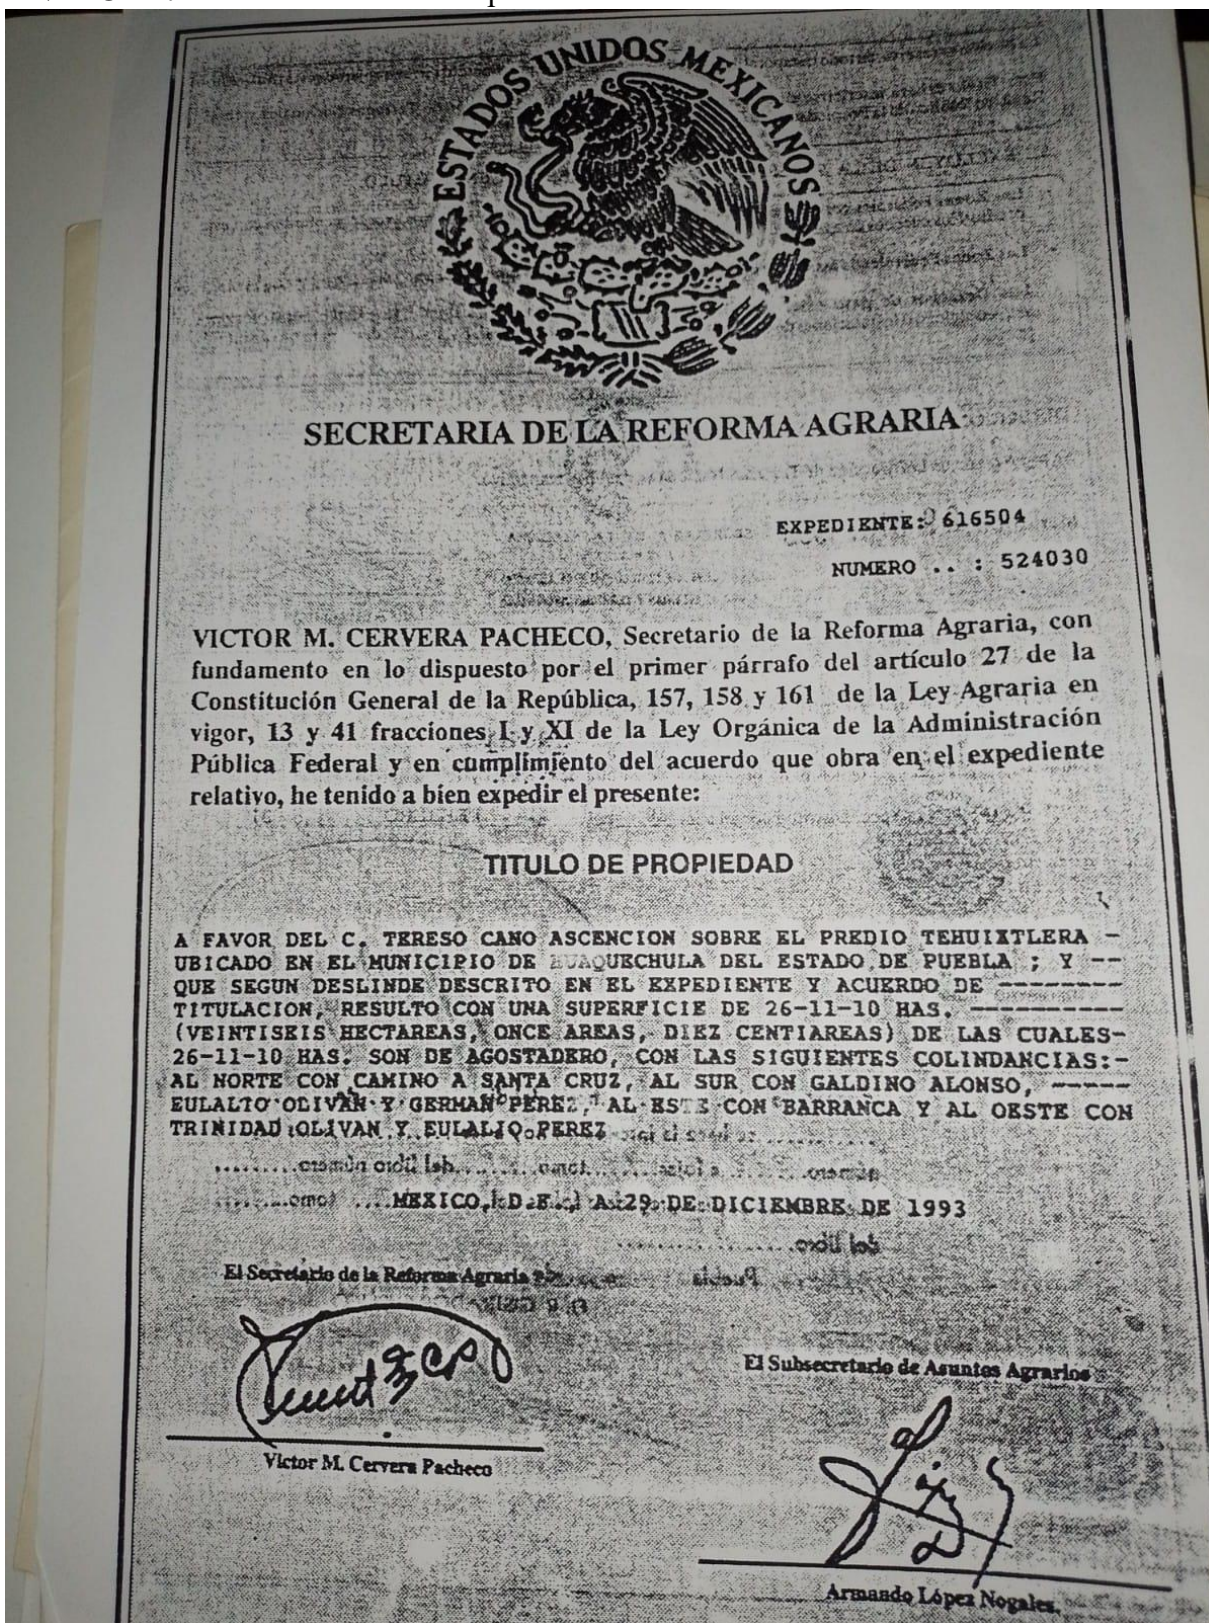 ESTADOS UNIDOS MEXICANOS
SECRETARIA DE LA REFORMA AGRARIA
EXPEDIENTE: 616504
NUMERO .. : 524030
VICTOR M. CERVERA PACHECO, Secretario de la Reforma Agraria, con
fundamento en lo dispuesto por el primer párrafo del artículo 27 de la
Constitución General de la República, 157, 158 y 161 de la Ley Agraria en
vigor, 13 y 41 fracciones I y XI de la Ley Orgánica de la Administración
Pública Federal y en cumplimiento del acuerdo que obra en el expediente
relativo, he tenido a bien expedir el presente:
TITULO DE PROPIEDAD
A FAVOR DEL C. TERESO CANO ASCENCION SOBRE EL PREDIO TEHUIXTLERA -
UBICADO EN EL MUNICIPIO DE HUAQUECHULA DEL ESTADO DE PUEBLA ; Y --
QUE SEGUN DESLINDE DESCRITO EN EL EXPEDIENTE Y ACUERDO DE --------
TITULACION, RESULTO CON UNA SUPERFICIE DE 26-11-10 HAS. ----------
(VEINTISEIS HECTAREAS, ONCE AREAS, DIEZ CENTIAREAS) DE LAS CUALES-
26-11-10 HAS. SON DE AGOSTADERO, CON LAS SIGUIENTES COLINDANCIAS:-
AL NORTE CON CAMINO A SANTA CRUZ, AL SUR CON GALDINO ALONSO, -----
EULALIO OLIVAN Y GERMAN PEREZ, AL ESTE CON BARRANCA Y AL OESTE CON
TRINIDAD OLIVAN Y EULALIO PEREZ
MEXICO, D.F., A 29 DE DICIEMBRE DE 1993
El Secretario de la Reforma Agraria
El Subsecretario de Asuntos Agrarios
Victor M. Cervera Pacheco
Armando López Nogales.